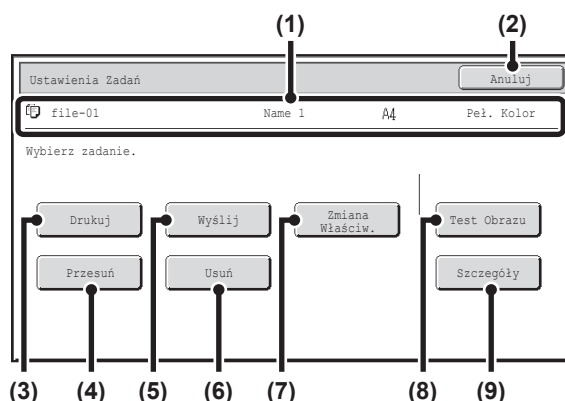 (1) (2)
Ustawienia Zadań Anuluj
file-01 Name 1 A4 Peł. Kolor
Wybierz zadanie.
Drukuj Wyślij Zmiana Właściw. Test Obrazu
Przesuń Usuń Szczegóły
(3) (4) (5) (6) (7) (8) (9)